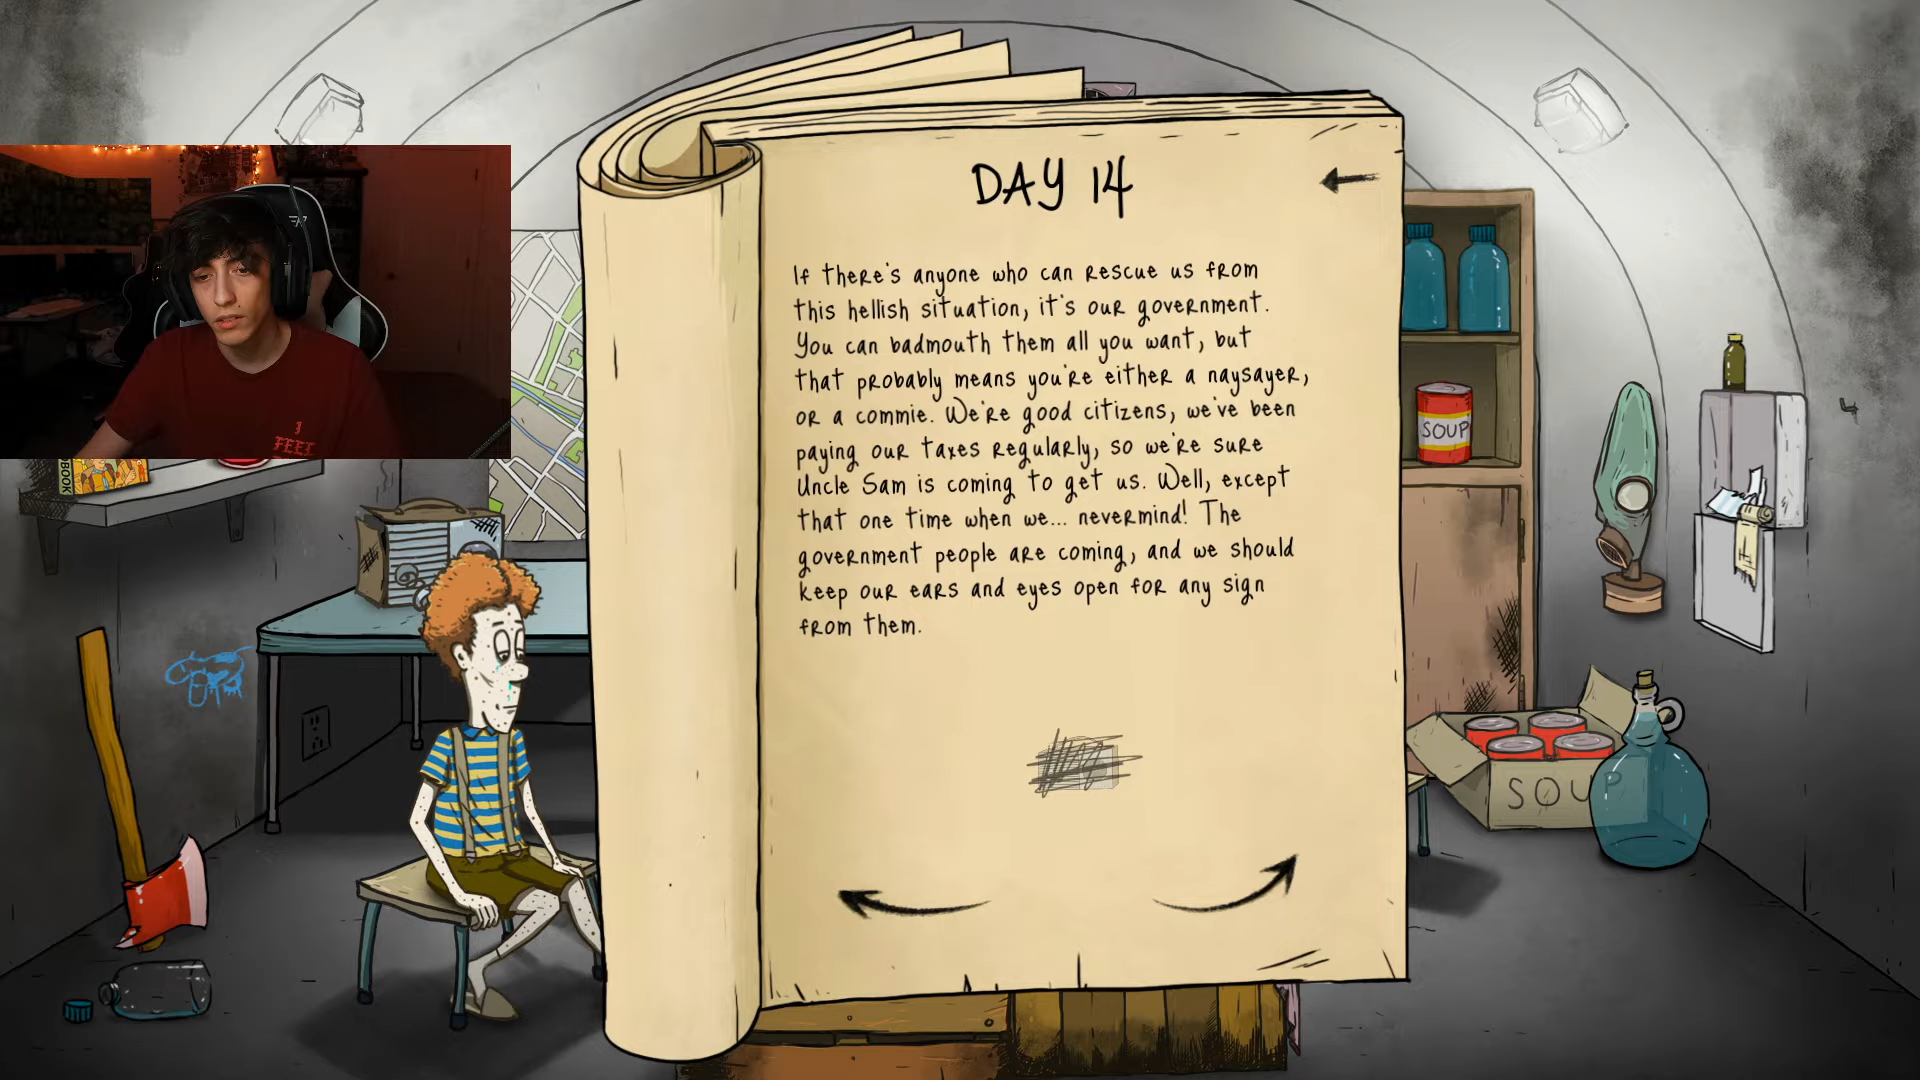 DAY 14
If there's anyone who can rescue us from
this hellish situation, it's our government.
You can badmouth them all you want, but
that probably means you're either a naysayer,
or a commie. We're good citizens, we've been
paying our taxes regularly, so we're sure
Uncle Sam is coming to get us. Well, except
that one time when we... nevermind! The
government people are coming, and we should
keep our ears and eyes open for any sign
from them.
I
FEEL
SOUP
SOUP